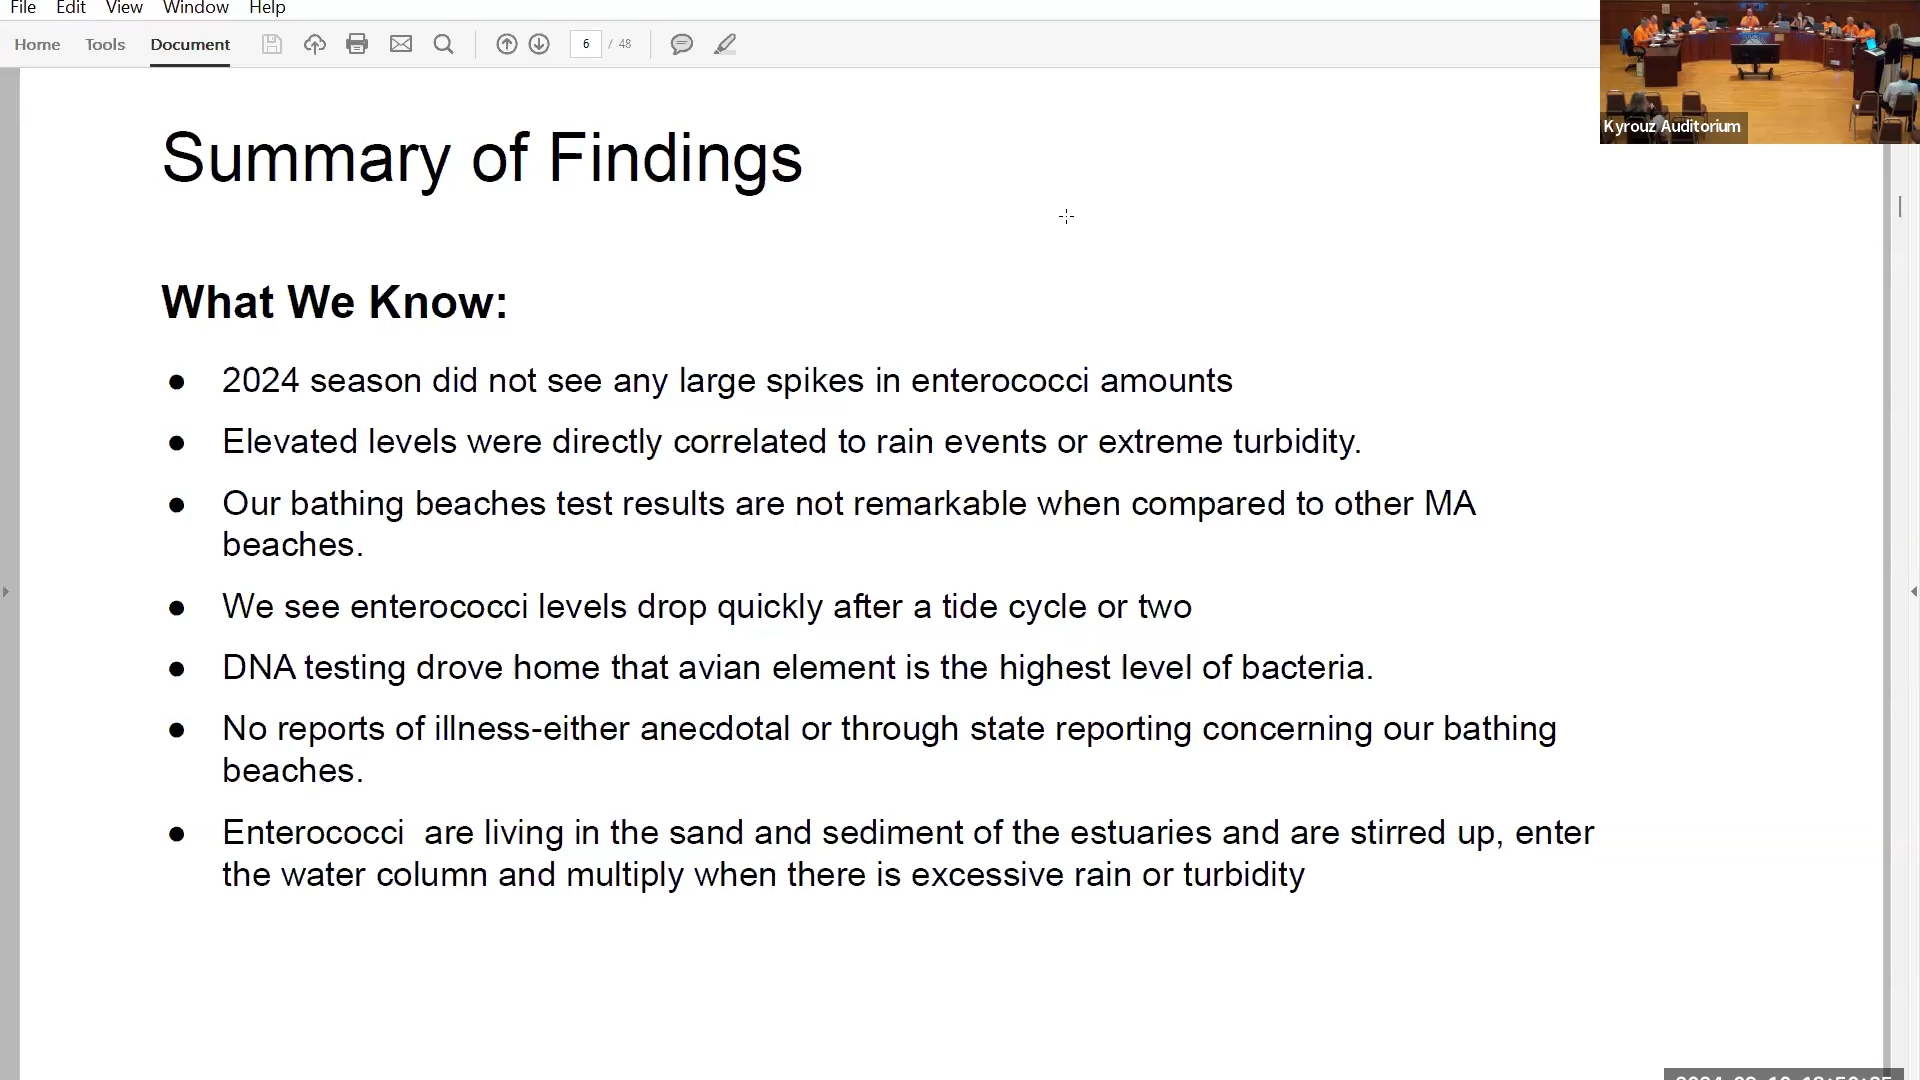 File Edit View Window Help
Home Tools Document 6 / 48
Kyrouz Auditorium
Summary of Findings
What We Know:
● 2024 season did not see any large spikes in enterococci amounts
● Elevated levels were directly correlated to rain events or extreme turbidity.
● Our bathing beaches test results are not remarkable when compared to other MA
beaches.
● We see enterococci levels drop quickly after a tide cycle or two
● DNA testing drove home that avian element is the highest level of bacteria.
● No reports of illness-either anecdotal or through state reporting concerning our bathing
beaches.
● Enterococci are living in the sand and sediment of the estuaries and are stirred up, enter
the water column and multiply when there is excessive rain or turbidity